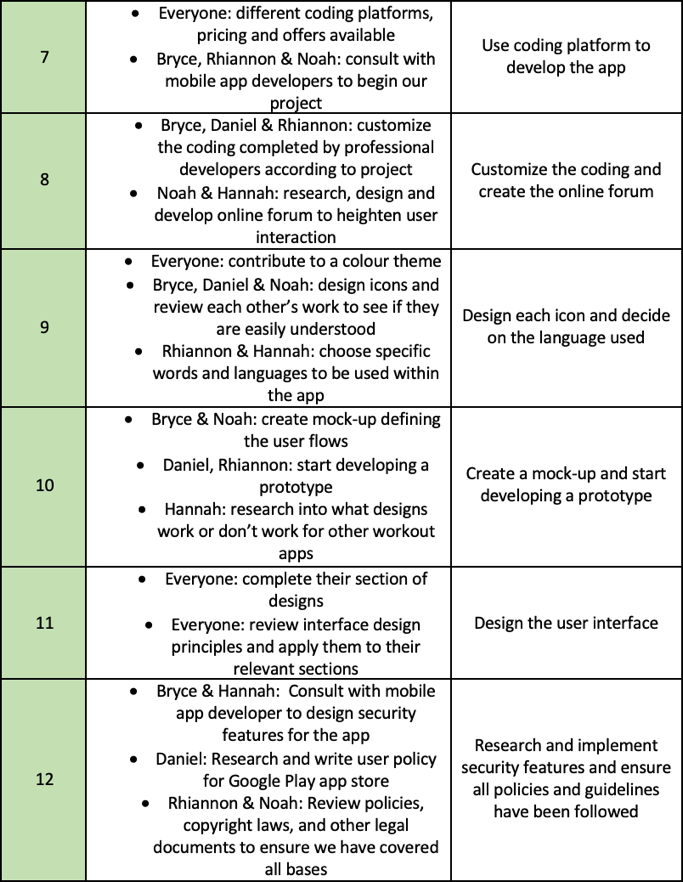 7
• Everyone: different coding platforms,
pricing and offers available
• Bryce, Rhiannon & Noah: consult with
mobile app developers to begin our
project
Use coding platform to
develop the app
8
• Bryce, Daniel & Rhiannon: customize
the coding completed by professional
developers according to project
• Noah & Hannah: research, design and
develop online forum to heighten user
interaction
Customize the coding and
create the online forum
9
• Everyone: contribute to a colour theme
• Bryce, Daniel & Noah: design icons and
review each other's work to see if they
are easily understood
• Rhiannon & Hannah: choose specific
words and languages to be used within
the app
Design each icon and decide
on the language used
10
• Bryce & Noah: create mock-up defining
the user flows
• Daniel, Rhiannon: start developing a
prototype
• Hannah: research into what designs
work or don't work for other workout
apps
Create a mock-up and start
developing a prototype
11
• Everyone: complete their section of
designs
• Everyone: review interface design
principles and apply them to their
relevant sections
Design the user interface
12
• Bryce & Hannah:  Consult with mobile
app developer to design security
features for the app
• Daniel: Research and write user policy
for Google Play app store
• Rhiannon & Noah: Review policies,
copyright laws, and other legal
documents to ensure we have covered
all bases
Research and implement
security features and ensure
all policies and guidelines
have been followed